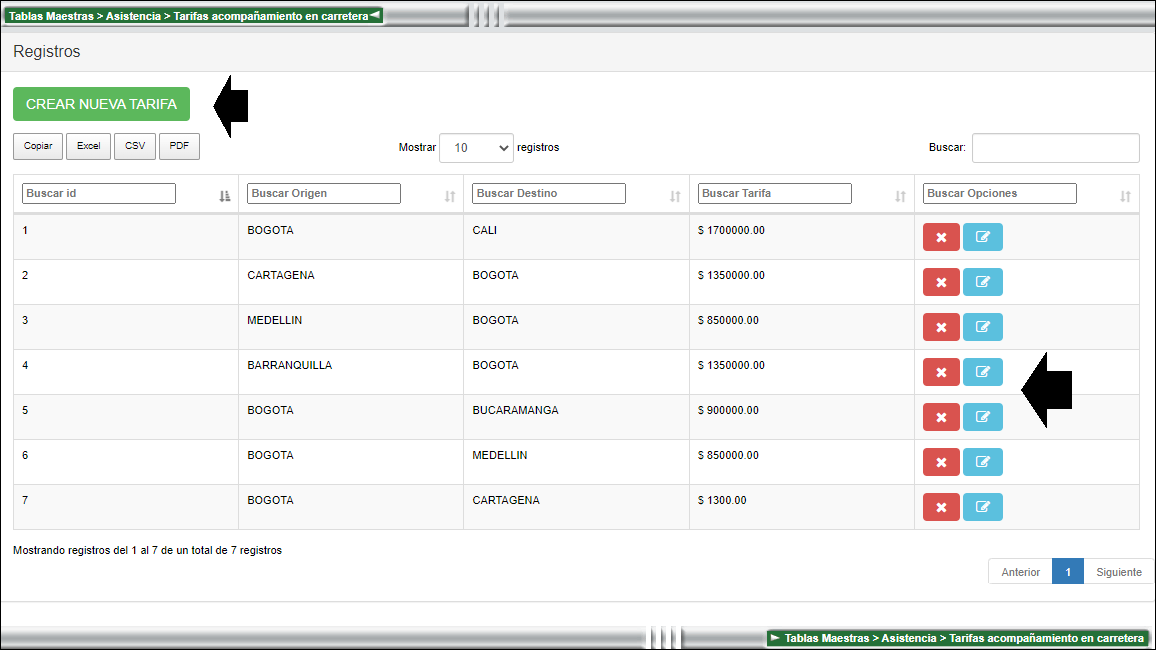 Tablas Maestras > Asistencia > Tarifas acompañamiento en carretera
Registros
CREAR NUEVA TARIFA
Copiar Excel CSV PDF Mostrar 10 registros Buscar:
Buscar id Buscar Origen Buscar Destino Buscar Tarifa Buscar Opciones
1 BOGOTA CALI $ 1700000.00
2 CARTAGENA BOGOTA $ 1350000.00
3 MEDELLIN BOGOTA $ 850000.00
4 BARRANQUILLA BOGOTA $ 1350000.00
5 BOGOTA BUCARAMANGA $ 900000.00
6 BOGOTA MEDELLIN $ 850000.00
7 BOGOTA CARTAGENA $ 1300.00
Mostrando registros del 1 al 7 de un total de 7 registros
Anterior 1 Siguiente
Tablas Maestras > Asistencia > Tarifas acompañamiento en carretera